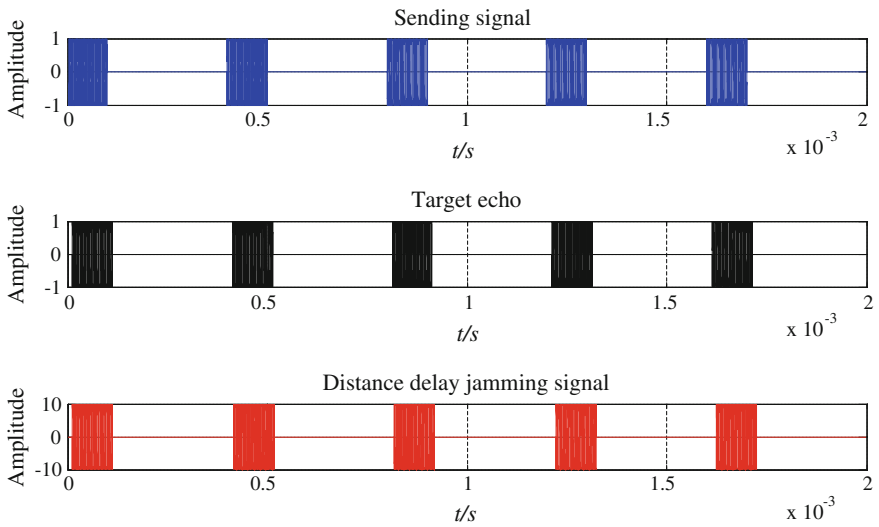 Sending signal
Amplitude
1
0
-1
0 0.5 1 1.5 2
t/s
x 10-3
Target echo
Amplitude
1
0
-1
0 0.5 1 1.5 2
t/s
x 10-3
Distance delay jamming signal
Amplitude
10
0
-10
0 0.5 1 1.5 2
t/s
x 10-3